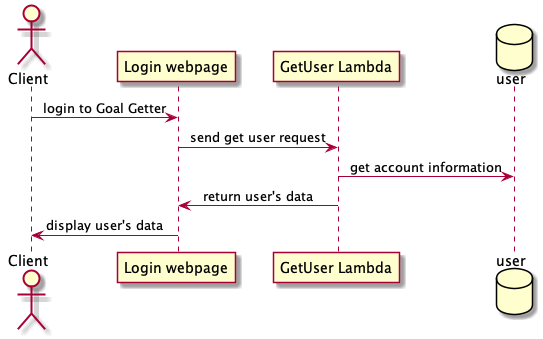 Client
Login webpage
GetUser Lambda
user
login to Goal Getter
send get user request
get account information
return user's data
display user's data
Client
Login webpage
GetUser Lambda
user